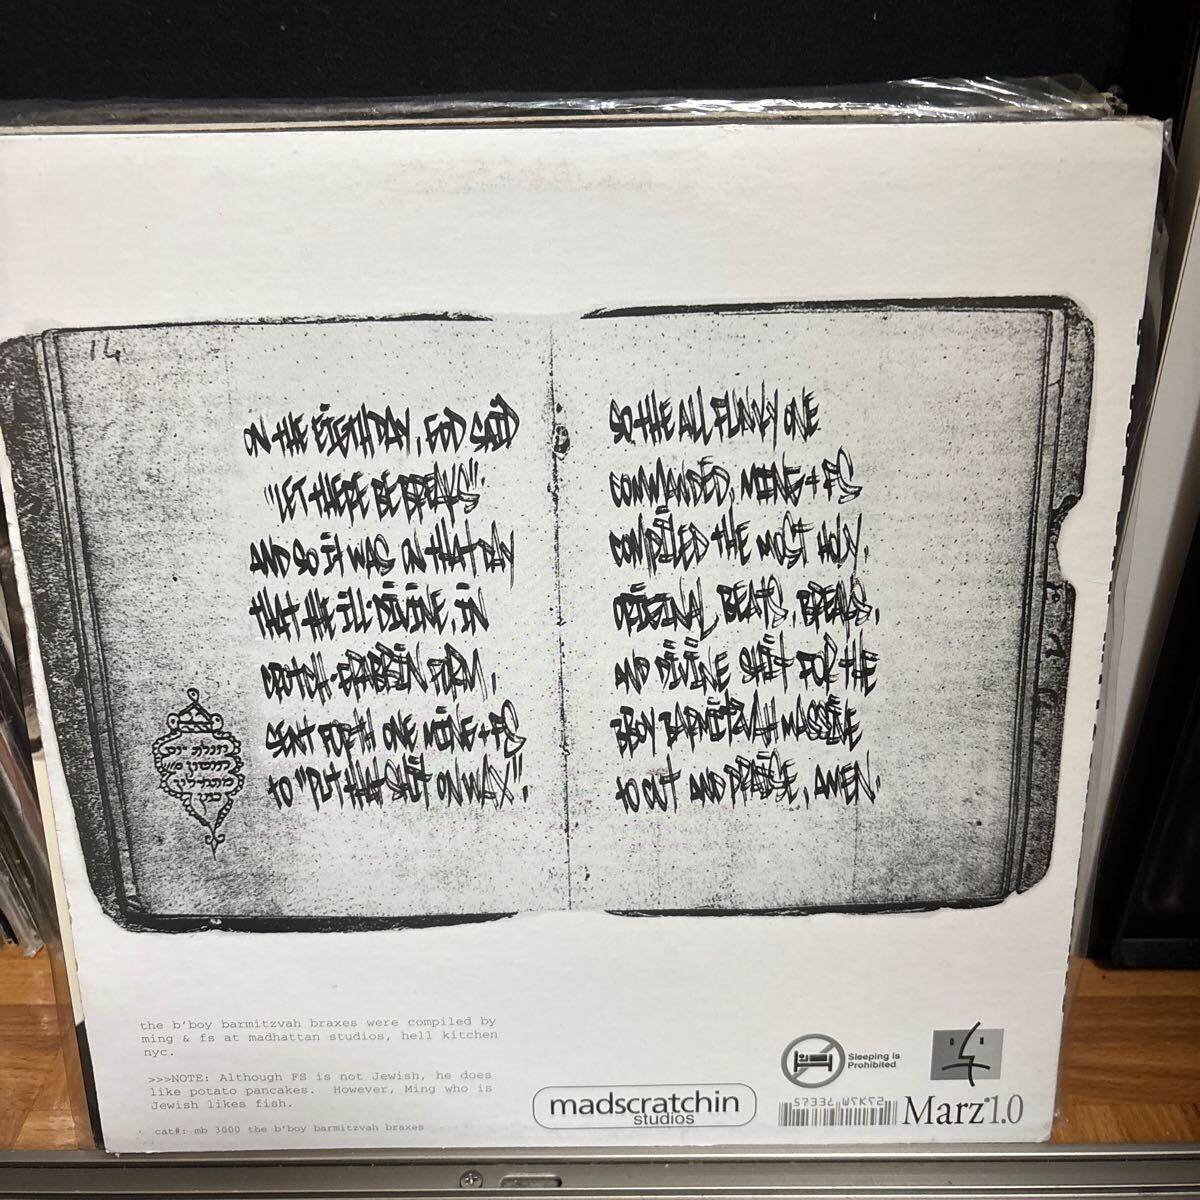 14
ON THE EIGTH DAY, GOD SAID
"LET THERE BE BREAKS".
AND SO IT WAS ON THAT DAY
THAT THE ILL-DIVINE, IN
CROTCH-GRABBIN FORM,
SENT FORTH ONE MING + FS
TO "PUT THAT SHIT ON WAX".
SO THE ALL FUNKY ONE
COMMANDED, MING + FS
COMPILED THE MOST HOLY,
ORIGINAL BEATS, BREAKS,
AND DIVINE SHIT FOR THE
BBOY BARMITZVAH MASSIVE
TO CUT AND PRAISE, AMEN.
the b'boy barmitzvah braxes were compiled by
ming & fs at madhattan studios, hell kitchen
nyc.
>>>NOTE: Although FS is not Jewish, he does
like potato pancakes. However, Ming who is
Jewish likes fish.
cat#: mb 3000 the b'boy barmitzvah braxes
madscratchin
studios
Sleeping is
Prohibited
Marz 1.0